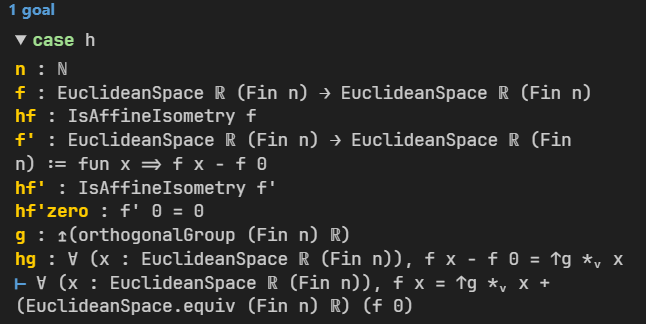 1 goal
▼ case h
n : ℕ
f : EuclideanSpace ℝ (Fin n) → EuclideanSpace ℝ (Fin n)
hf : IsAffineIsometry f
f' : EuclideanSpace ℝ (Fin n) → EuclideanSpace ℝ (Fin
n) := fun x ⇒ f x - f 0
hf' : IsAffineIsometry f'
hf'zero : f' 0 = 0
g : ↥(orthogonalGroup (Fin n) ℝ)
hg : ∀ (x : EuclideanSpace ℝ (Fin n)), f x - f 0 = ↑g *ᵥ x
⊢ ∀ (x : EuclideanSpace ℝ (Fin n)), f x = ↑g *ᵥ x +
(EuclideanSpace.equiv (Fin n) ℝ) (f 0)